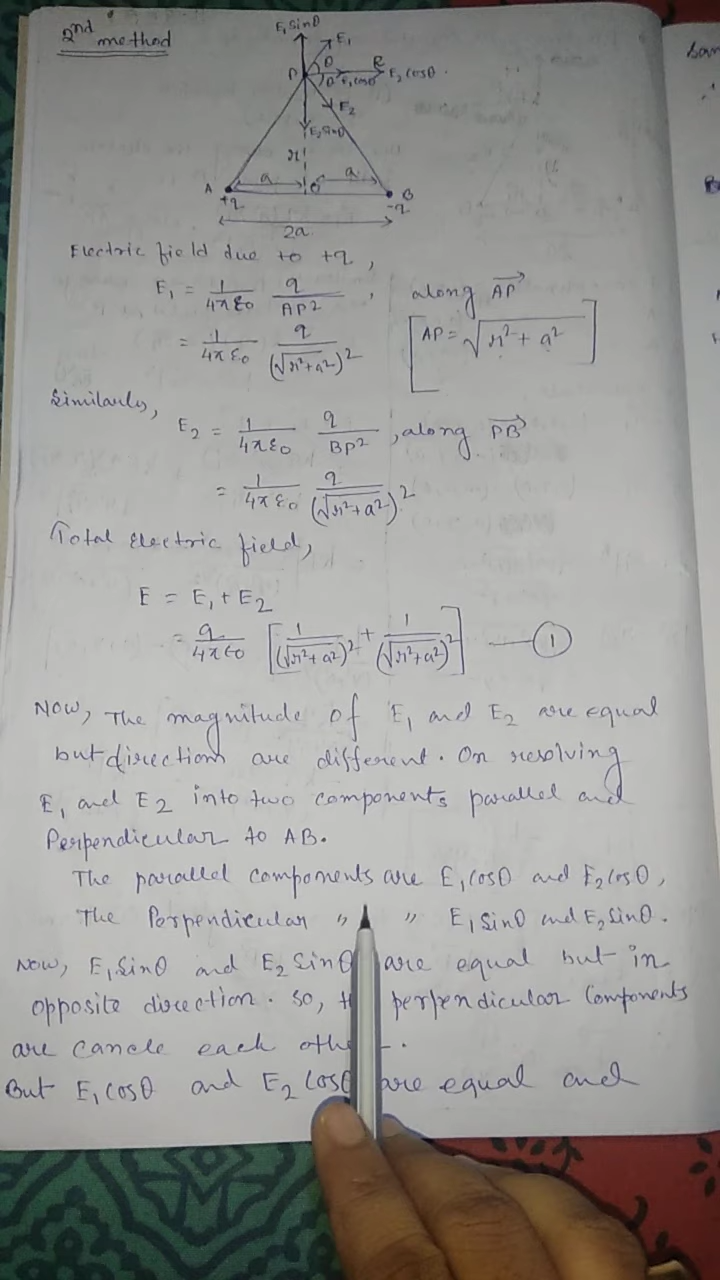 2nd method
E₁ sinθ
E₁
P θ R
θ E₁ cosθ E₂ cosθ.
E₂
E₂ sinθ
r
A a O a B
+q -q
2a
Electric field due to +q,
E₁ = 1/4πε₀ q/AP², along AP→
= 1/4πε₀ q/(√r²+a²)² [AP = √r²+a²]
Similarly,
E₂ = 1/4πε₀ q/BP², along PB→
= 1/4πε₀ q/(√r²+a²)²
Total Electric field,
E = E₁ + E₂
= q/4πε₀ [1/(√r²+a²)² + 1/(√r²+a²)²] — ①
Now, The magnitude of E₁ and E₂ are equal
but directions are different. On resolving
E₁ and E₂ into two components parallel and
Perpendicular to AB.
The parallel components are E₁ cosθ and E₂ cosθ,
The Perpendicular " " E₁ sinθ and E₂ sinθ.
Now, E₁ sinθ and E₂ sinθ are equal but in
opposite direction. So, perpendicular Components
are cancle each
But E₁ cosθ and E₂ cosθ are equal and